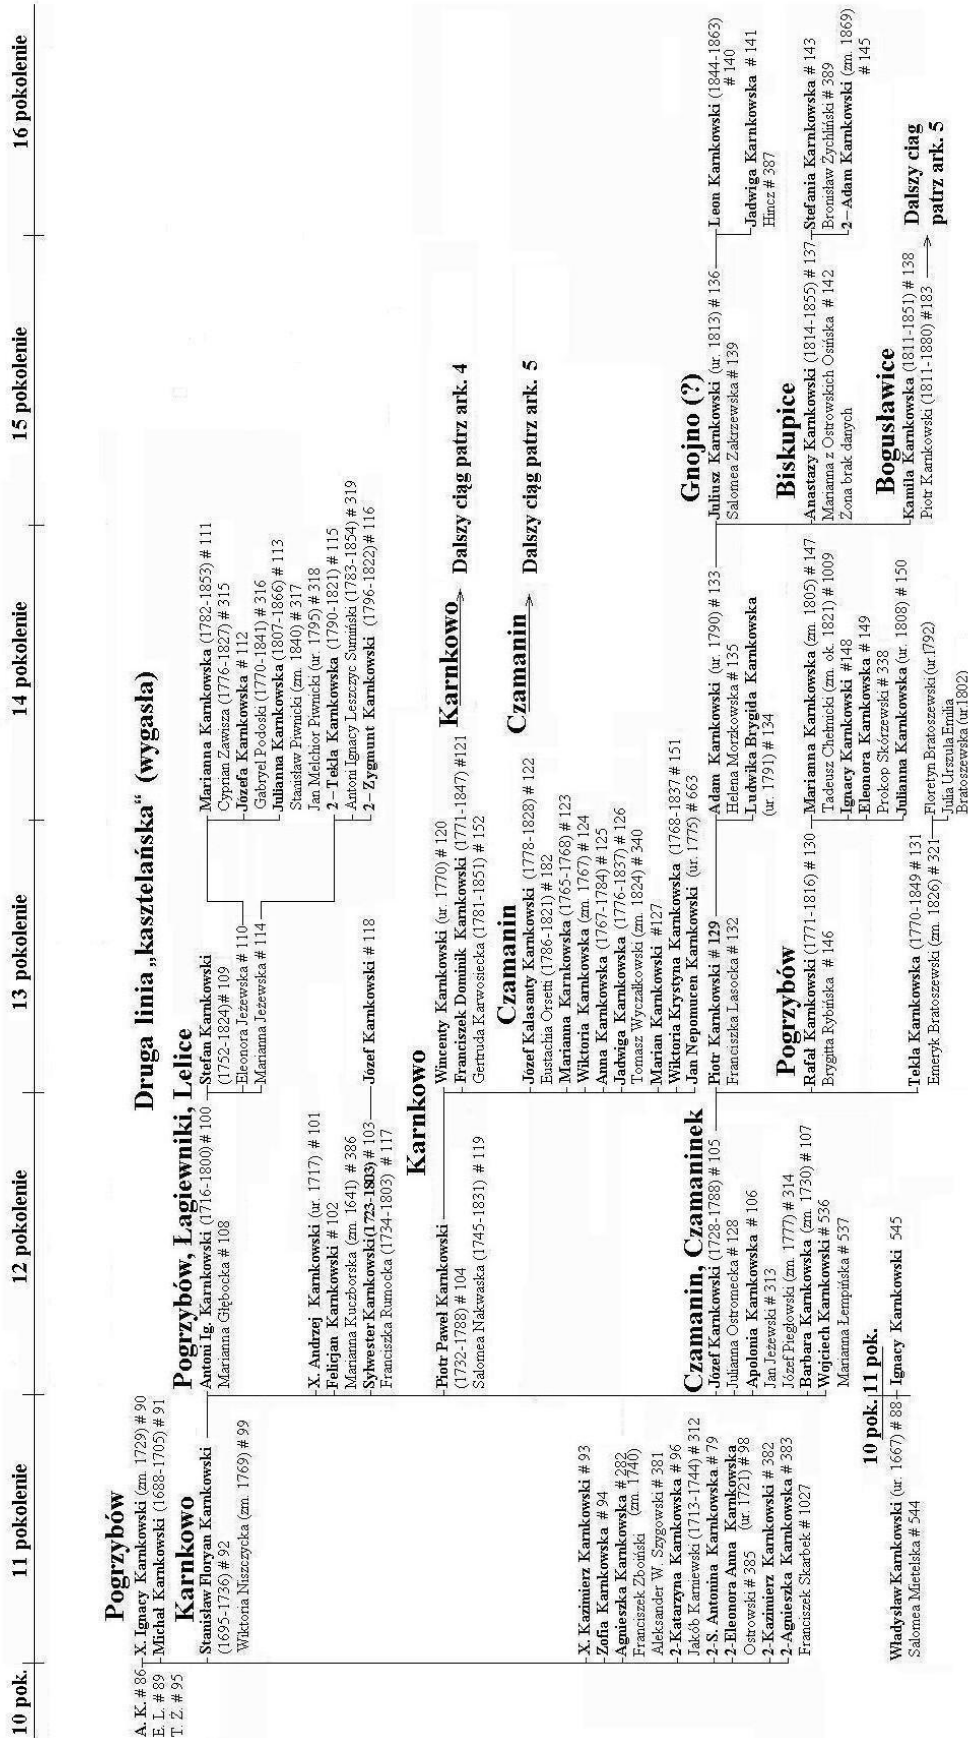 10 pok.
11 pokolenie
12 pokolenie
13 pokolenie
14 pokolenie
15 pokolenie
16 pokolenie
Druga linia „kasztelańska“ (wygasła)
A. K. # 86
E. L. # 89
T. Ż. # 95
Pogrzybów
X. Ignacy Karnkowski (zm. 1729) # 90
Michał Karnkowski (1688-1705) # 91
Karnkowo
Stanisław Floryan Karnkowski
(1695-1736) # 92
Wiktoria Niszczycka (zm. 1769) # 99
X. Kazimierz Karnkowski # 93
Zofia Karnkowska # 94
Agnieszka Karnkowska # 282
Franciszek Zboiński (zm. 1740)
Aleksander W. Szygowski # 381
2-Katarzyna Karnkowska # 96
Jakób Karniewski (1713-1744) # 312
2-S. Antonina Karnkowska # 79
2-Eleonora Anna Karnkowska
Ostrowski # 385 (ur. 1721) # 98
2-Kazimierz Karnkowski # 382
2-Agnieszka Karnkowska # 383
Franciszek Skarbek # 1027
10 pok. 11 pok.
Władysław Karnkowski (ur. 1667) # 88
Salomea Mietelska # 544
Ignacy Karnkowski 545
Pogrzybów, Łagiewniki, Lelice
Antoni Ig. Karnkowski (1716-1800) # 100
Marianna Głębocka # 108
X. Andrzej Karnkowski (ur. 1717) # 101
Felicjan Karnkowski # 102
Marianna Kuczborska (zm. 1641) # 386
Sylwester Karnkowski(1723-1803) # 103
Franciszka Rumocka (1734-1803) # 117
Karnkowo
Piotr Paweł Karnkowski
(1732-1788) # 104
Salomea Nakwaska (1745-1831) # 119
Czamanin, Czamaninek
Józef Karnkowski (1728-1788) # 105
Julianna Ostromecka # 128
Apolonia Karnkowska # 106
Jan Jeżewski # 313
Józef Piegłowski (zm. 1777) # 314
Barbara Karnkowska (zm. 1730) # 107
Wojciech Karnkowski # 536
Marianna Łempińska # 537
Stefan Karnkowski
(1752-1824)# 109
Eleonora Jeżewska # 110
Marianna Jeżewska # 114
Józef Karnkowski # 118
Wincenty Karnkowski (ur. 1770) # 120
Franciszek Dominik Karnkowski (1771-1847) #121
Gertruda Karwosiecka (1781-1851) # 152
Czamanin
Józef Kalasanty Karnkowski (1778-1828) # 122
Eustachia Orsetti (1786-1821) # 182
Marianna Karnkowska (1765-1768) # 123
Wiktoria Karnkowska (zm. 1767) # 124
Anna Karnkowska (1767-1784) # 125
Jadwiga Karnkowska (1776-1837) # 126
Tomasz Wyczałkowski (zm. 1824) # 340
Marian Karnkowski #127
Wiktoria Krystyna Karnkowska (1768-1837 # 151
Jan Nepomucen Karnkowski (ur. 1775) # 663
Piotr Karnkowski # 129
Franciszka Lasocka # 132
Pogrzybów
Rafał Karnkowski (1771-1816) # 130
Brygitta Rybińska # 146
Tekla Karnkowska (1770-1849 # 131
Emeryk Bratoszewski (zm. 1826) # 321
Marianna Karnkowska (1782-1853) # 111
Cyprian Zawisza (1776-1827) # 315
Józefa Karnkowska # 112
Gabryel Podoski (1770-1841) # 316
Julianna Karnkowska (1807-1866) # 113
Stanisław Piwnicki (zm. 1840) # 317
Jan Melchior Piwnicki (ur. 1795) # 318
2-Tekla Karnkowska (1790-1821) # 115
Antoni Ignacy Leszczyc Sumiński (1783-1854) # 319
2-Zygmunt Karnkowski (1796-1822)# 116
Karnkowo
Dalszy ciąg patrz ark. 4
Czamanin
Dalszy ciąg patrz ark. 5
Adam Karnkowski (ur. 1790) # 133
Helena Morzkowska # 135
Ludwika Brygida Karnkowska
(ur. 1791) # 134
Marianna Karnkowska (zm. 1805) # 147
Tadeusz Chełmicki (zm. ok. 1821) # 1009
Ignacy Karnkowski #148
Eleonora Karnkowska # 149
Prokop Skórzewski # 338
Julianna Karnkowska (ur. 1808) # 150
Floretyn Bratoszewski (ur.1792)
Julia Urszula Emilia
Bratoszewska (ur.1802)
Gnojno (?)
Juliusz Karnkowski (ur. 1813) # 136
Salomea Zakrzewska # 139
Biskupice
Anastazy Karnkowski (1814-1855) # 137
Marianna z Ostrowskich Osińska # 142
Żona brak danych
Bogusławice
Kamila Karnkowska (1811-1851) # 138
Piotr Karnkowski (1811-1880) #183
Leon Karnkowski (1844-1863)
# 140
Jadwiga Karnkowska # 141
Hincz # 387
Stefania Karnkowska # 143
Bronisław Żychliński # 389
2-Adam Karnkowski (zm. 1869)
# 145
Dalszy ciąg
patrz ark. 5